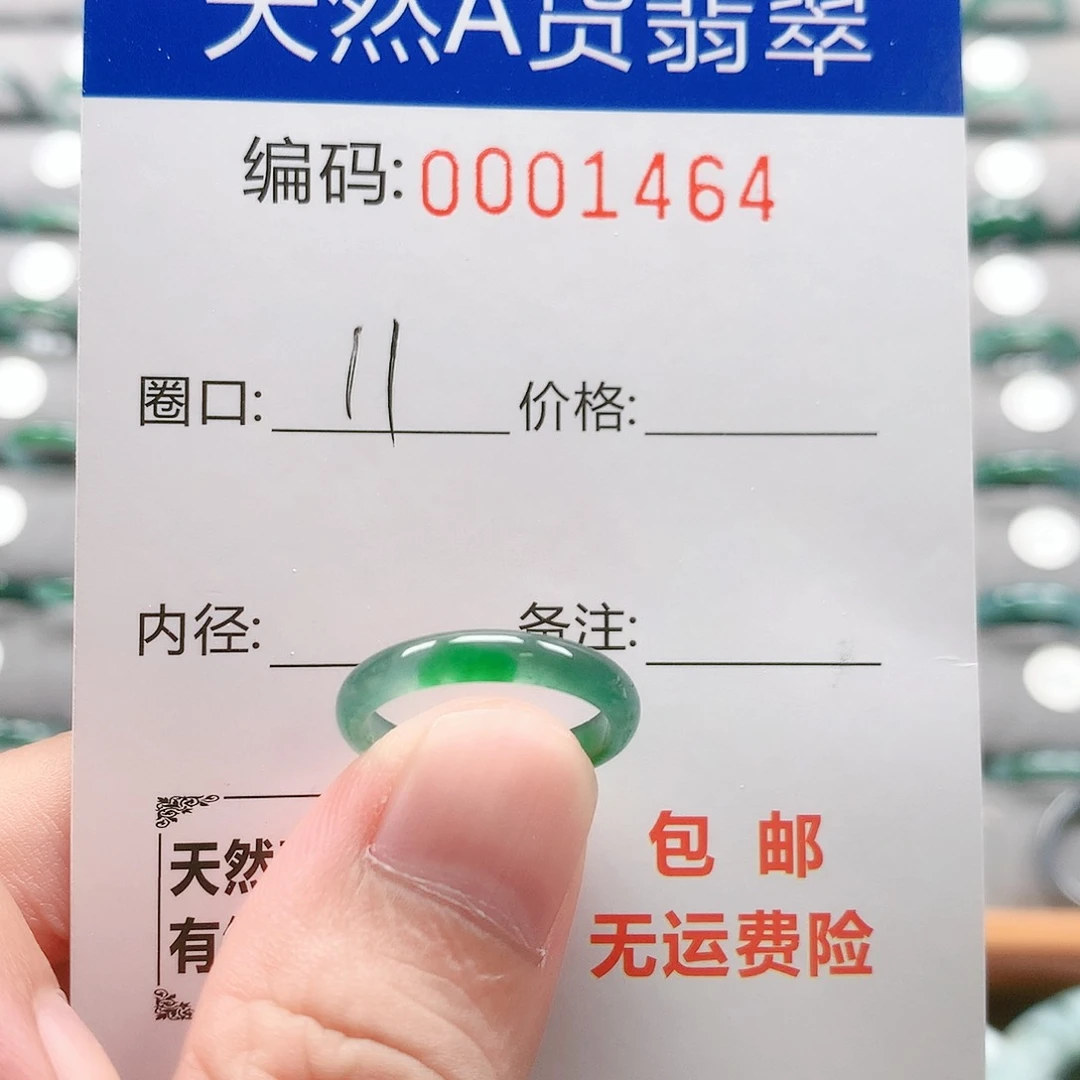 天然A货翡翠
编码:0001464
圈口: 11 价格:
内径: 备注:
天然
有
包 邮
无运费险